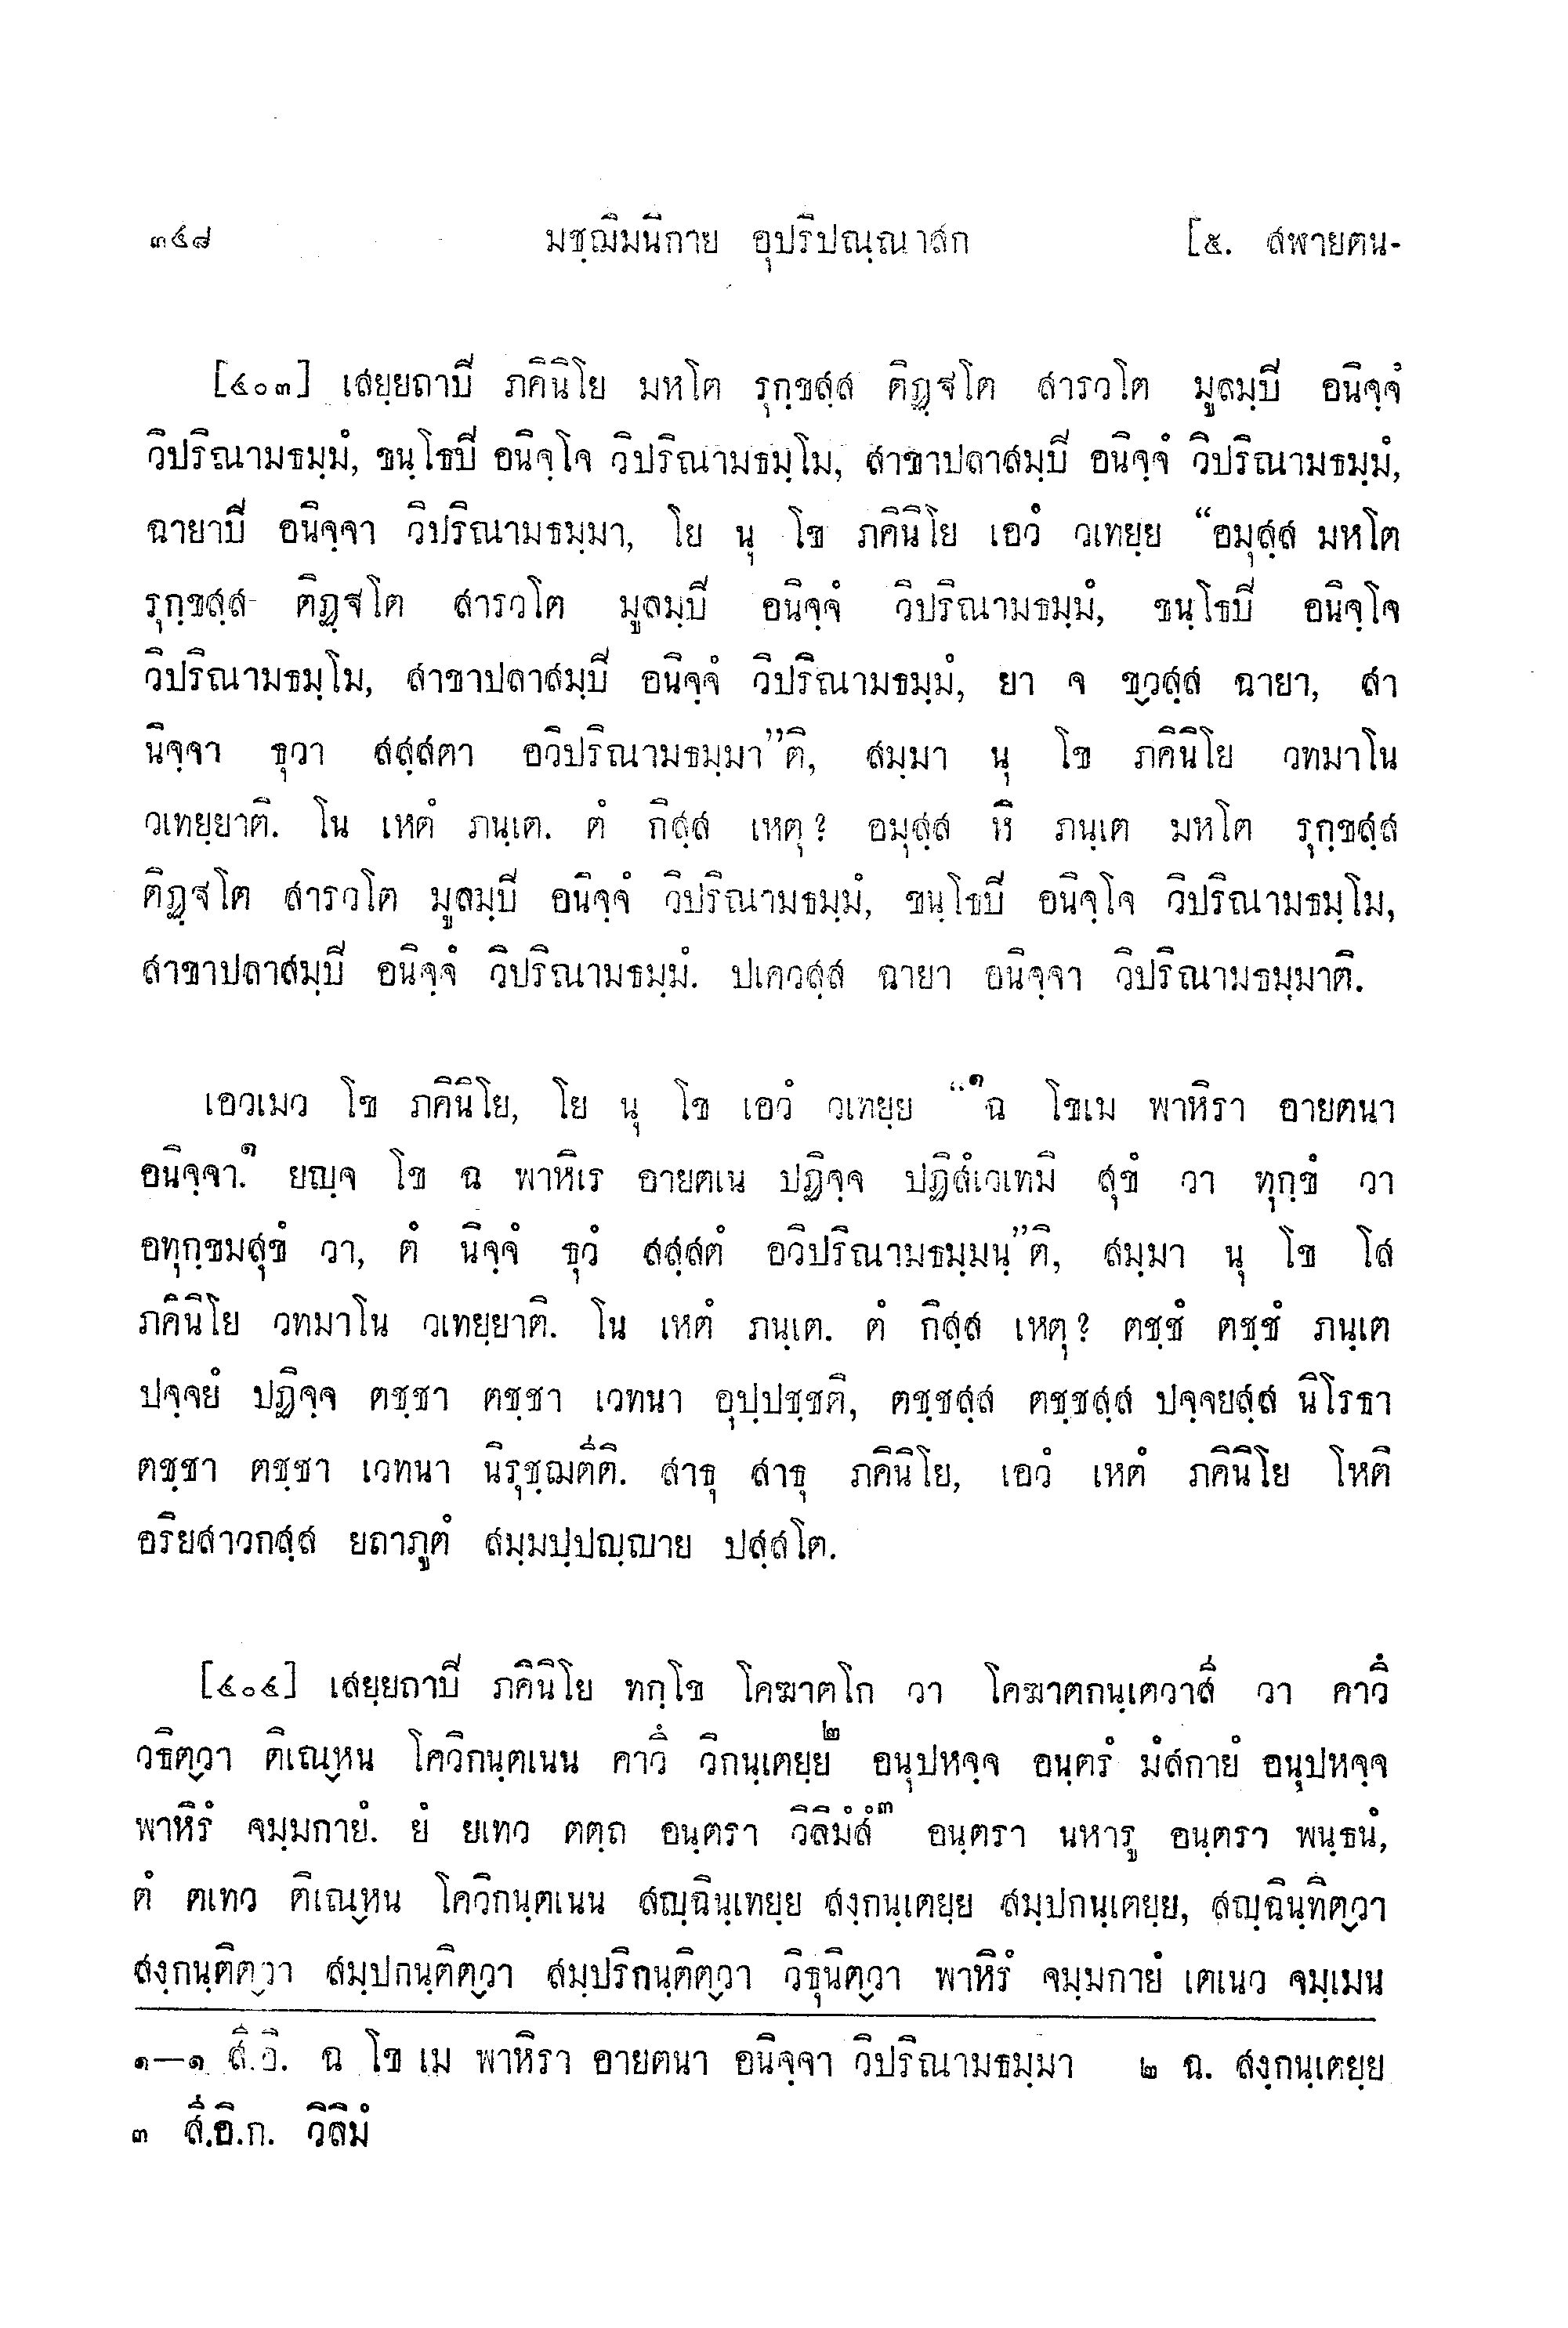 ๓๔๘ มชฺฌิมนิกาย อุปริปณฺณาสก [๕. สฬายตน-
[๔๐๓] เสยฺยถาปิ ภคินิโย มหโต รุกฺขสฺส ติฏฺฐโต สารวโต มูลมฺปิ อนิจฺจํ
วิปริณามธมฺมํ, ขนฺโธปิ อนิจฺโจ วิปริณามธมฺโม, สาขาปลาสมฺปิ อนิจฺจํ วิปริณามธมฺมํ,
ฉายาปิ อนิจฺจา วิปริณามธมฺมา, โย นุ โข ภคินิโย เอวํ วเทยฺย “อมุสฺส มหโต
รุกฺขสฺส ติฏฺฐโต สารวโต มูลมฺปิ อนิจฺจํ วิปริณามธมฺมํ, ขนฺโธปิ อนิจฺโจ
วิปริณามธมฺโม, สาขาปลาสมฺปิ อนิจฺจํ วิปริณามธมฺมํ, ยา จ ขฺวสฺส ฉายา, สา
นิจฺจา ธุวา สสฺสตา อวิปริณามธมฺมา”ติ, สมฺมา นุ โข ภคินิโย วทมาโน
วเทยฺยาติ. โน เหตํ ภนฺเต. ตํ กิสฺส เหตุ? อมุสฺส หิ ภนฺเต มหโต รุกฺขสฺส
ติฏฺฐโต สารวโต มูลมฺปิ อนิจฺจํ วิปริณามธมฺมํ, ขนฺโธปิ อนิจฺโจ วิปริณามธมฺโม,
สาขาปลาสมฺปิ อนิจฺจํ วิปริณามธมฺมํ. ปเควสฺส ฉายา อนิจฺจา วิปริณามธมฺมาติ.
เอวเมว โข ภคินิโย, โย นุ โข เอวํ วเทยฺย “๑ฉ โขเม พาหิรา อายตนา
อนิจฺจา.๑ ยญฺจ โข ฉ พาหิเร อายตเน ปฏิจฺจ ปฏิสํเวเทมิ สุขํ วา ทุกฺขํ วา
อทุกฺขมสุขํ วา, ตํ นิจฺจํ ธุวํ สสฺสตํ อวิปริณามธมฺมนฺ”ติ, สมฺมา นุ โข โส
ภคินิโย วทมาโน วเทยฺยาติ. โน เหตํ ภนฺเต. ตํ กิสฺส เหตุ? ตชฺชํ ตชฺชํ ภนฺเต
ปจฺจยํ ปฏิจฺจ ตชฺชา ตชฺชา เวทนา อุปฺปชฺชติ, ตชฺชสฺส ตชฺชสฺส ปจฺจยสฺส นิโรธา
ตชฺชา ตชฺชา เวทนา นิรุชฺฌตีติ. สาธุ สาธุ ภคินิโย, เอวํ เหตํ ภคินิโย โหติ
อริยสาวกสฺส ยถาภูตํ สมฺมปฺปญฺญาย ปสฺสโต.
[๔๐๔] เสยฺยถาปิ ภคินิโย ทกฺโข โคฆาตโก วา โคฆาตกนฺเตวาสี วา คาวึ
วธิตฺวา ติเณฺหน โควิกนฺตเนน คาวึ วิกนฺเตยฺย๒ อนุปหจฺจ อนฺตรํ มํสกายํ อนุปหจฺจ
พาหิรํ จมฺมกายํ. ยํ ยเทว ตตฺถ อนฺตรา วิลิมํสํ๓ อนฺตรา นหารู อนฺตรา พนฺธนํ,
ตํ ตเทว ติเณฺหน โควิกนฺตเนน สญฺฉินฺเทยฺย สงฺกนฺเตยฺย สมฺปกนฺเตยฺย, สญฺฉินฺทิตฺวา
สงฺกนฺติตฺวา สมฺปกนฺติตฺวา สมฺปริกนฺติตฺวา วิธุนิตฺวา พาหิรํ จมฺมกายํ เตเนว จมฺเมน
๑—๑ สี.อิ. ฉ โข เม พาหิรา อายตนา อนิจฺจา วิปริณามธมฺมา ๒ ฉ. สงฺกนฺเตยฺย
๓ สี.อิ.ก. วิลิมํ